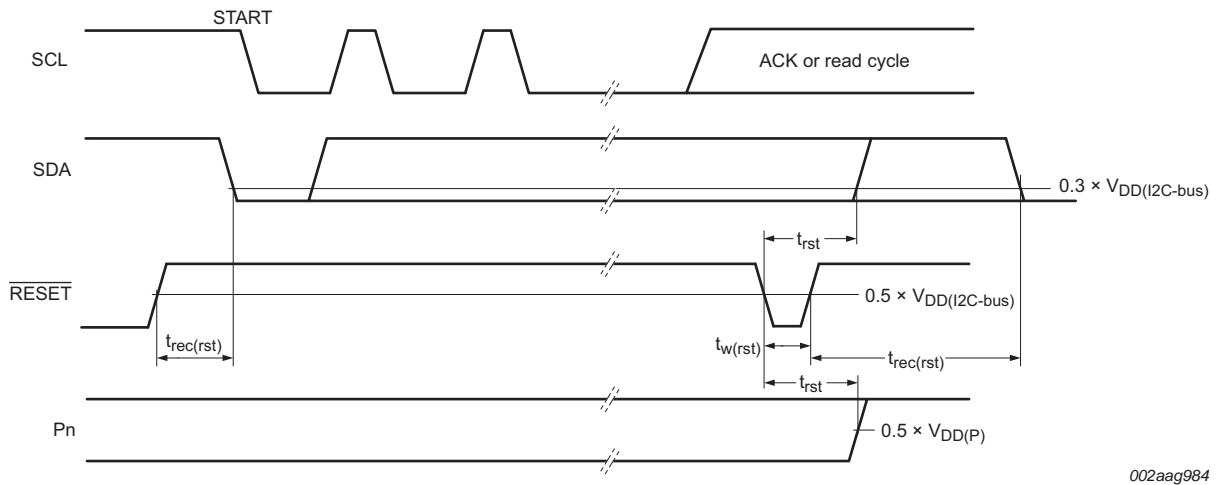 START
SCL
ACK or read cycle
SDA
0.3 × VDD(I2C-bus)
trst
RESET
0.5 × VDD(I2C-bus)
trec(rst)
tw(rst)
trec(rst)
trst
Pn
0.5 × VDD(P)
002aag984